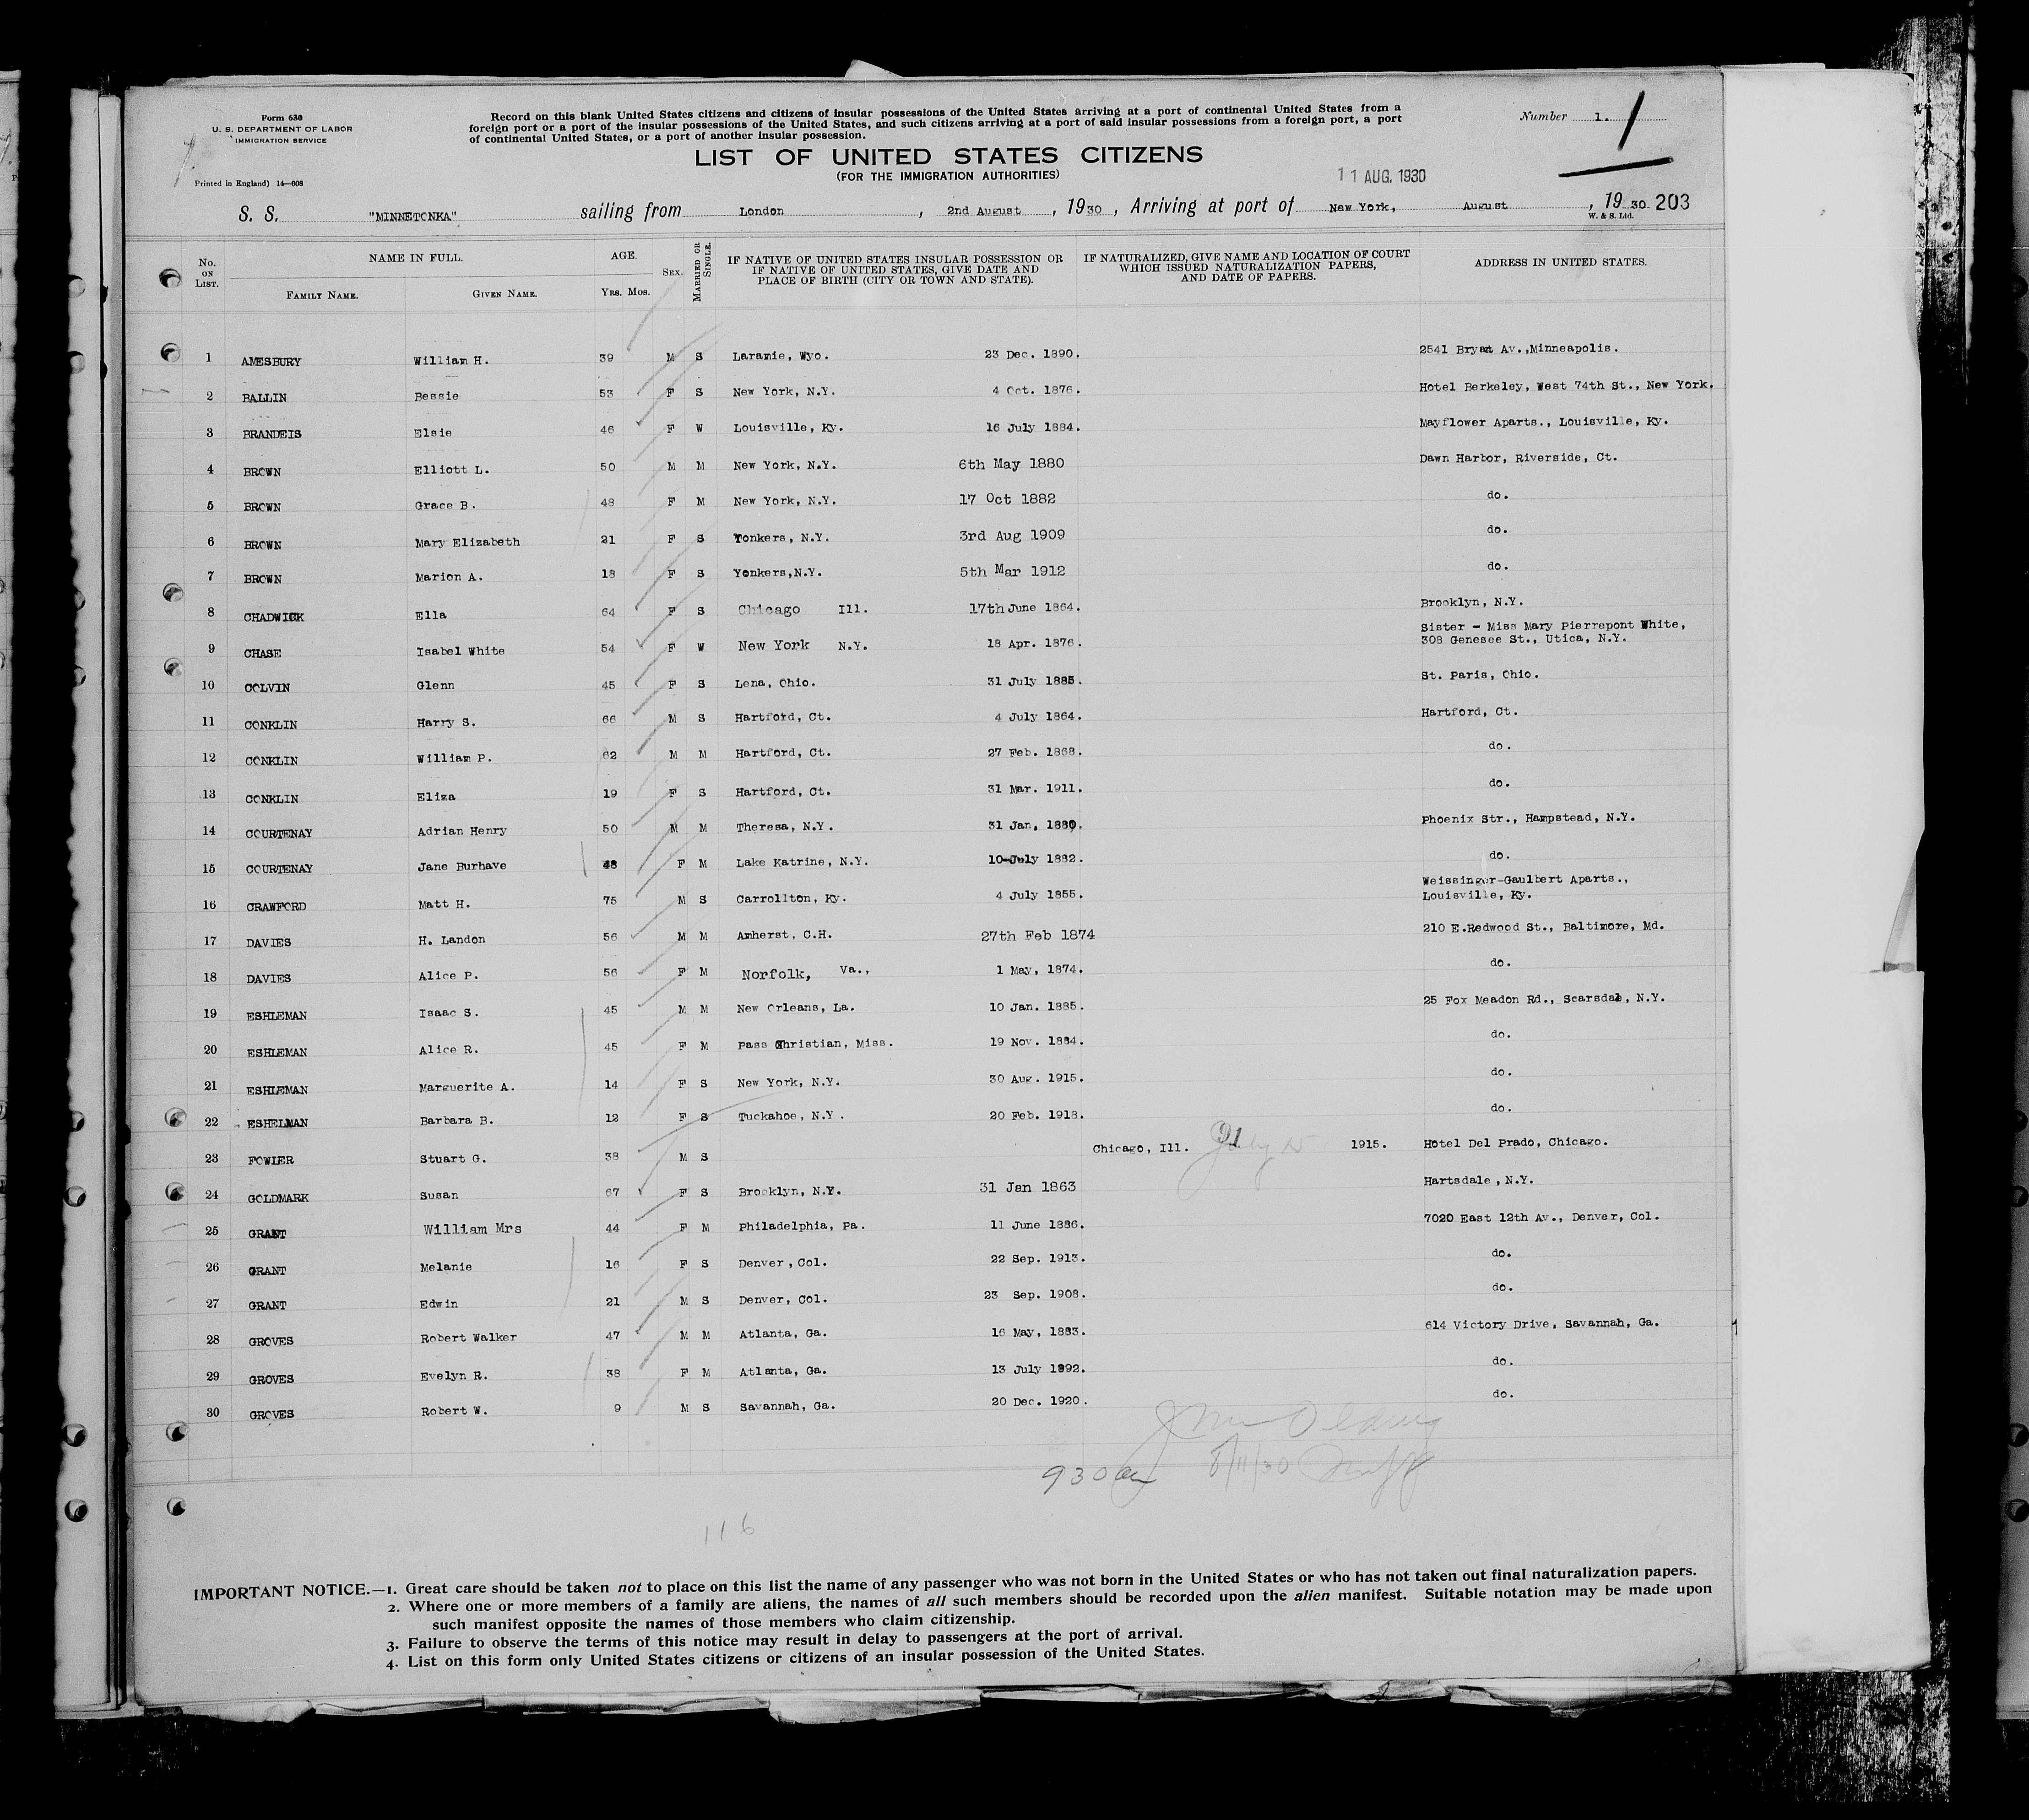 Form 630
U. S. DEPARTMENT OF LABOR
IMMIGRATION SERVICE
Printed in England) 14—608
Record on this blank United States citizens and citizens of insular possessions of the United States arriving at a port of continental United States from a
foreign port or a port of the insular possessions of the United States, and such citizens arriving at a port of said insular possessions from a foreign port, a port
of continental United States, or a port of another insular possession.
Number 1. 1
LIST OF UNITED STATES CITIZENS
(FOR THE IMMIGRATION AUTHORITIES)
11 AUG. 1930
S. S. "MINNETONKA" sailing from London, 2nd August, 1930, Arriving at port of New York, August, 1930 203
W. & S. Ltd.
No. ON LIST. NAME IN FULL. FAMILY NAME. GIVEN NAME. AGE. YRS. MOS. SEX. MARRIED OR SINGLE. IF NATIVE OF UNITED STATES INSULAR POSSESSION OR IF NATIVE OF UNITED STATES, GIVE DATE AND PLACE OF BIRTH (CITY OR TOWN AND STATE). IF NATURALIZED, GIVE NAME AND LOCATION OF COURT WHICH ISSUED NATURALIZATION PAPERS, AND DATE OF PAPERS. ADDRESS IN UNITED STATES.
1 AMESBURY William H. 39 M S Laramie, Wyo. 23 Dec. 1890. 2541 Bryant Av.,Minneapolis.
2 BALLIN Bessie 53 F S New York, N.Y. 4 Oct. 1876. Hotel Berkeley, West 74th St., New York.
3 BRANDEIS Elsie 46 F W Louisville, Ky. 16 July 1884. Mayflower Aparts., Louisville, Ky.
4 BROWN Elliott L. 50 M M New York, N.Y. 6th May 1880 Dawn Harbor, Riverside, Ct.
5 BROWN Grace B. 48 F M New York, N.Y. 17 Oct 1882 do.
6 BROWN Mary Elizabeth 21 F S Yonkers, N.Y. 3rd Aug 1909 do.
7 BROWN Marion A. 18 F S Yonkers,N.Y. 5th Mar 1912 do.
8 CHADWICK Ella 64 F S Chicago Ill. 17th June 1864. Brooklyn, N.Y.
9 CHASE Isabel White 54 F W New York N.Y. 18 Apr. 1876. Sister - Miss Mary Pierrepont White,
308 Genesee St., Utica, N.Y.
10 COLVIN Glenn 45 F S Lena, Ohio. 31 July 1885. St. Paris, Ohio.
11 CONKLIN Harry S. 66 M S Hartford, Ct. 4 July 1864. Hartford, Ct.
12 CONKLIN William P. 62 M M Hartford, Ct. 27 Feb. 1868. do.
13 CONKLIN Eliza 19 F S Hartford, Ct. 31 Mar. 1911. do.
14 COURTENAY Adrian Henry 50 M M Theresa, N.Y. 31 Jan. 1880. Phoenix Str., Hampstead, N.Y.
15 COURTENAY Jane Burhave 48 F M Lake Katrine, N.Y. 10 July 1882. do.
16 CRAWFORD Matt H. 75 M S Carrollton, Ky. 4 July 1855. Weissinger-Gaulbert Aparts.,
Louisville, Ky.
17 DAVIES H. Landon 56 M M Amherst, C.H. 27th Feb 1874 210 E.Redwood St., Baltimore, Md.
18 DAVIES Alice P. 56 F M Norfolk, Va., 1 May, 1874. do.
19 ESHLEMAN Isaac S. 45 M M New Orleans, La. 10 Jan. 1885. 25 Fox Meadon Rd., Scarsdale, N.Y.
20 ESHLEMAN Alice R. 45 F M Pass Christian, Miss. 19 Nov. 1884. do.
21 ESHLEMAN Marguerite A. 14 F S New York, N.Y. 30 Aug. 1915. do.
22 ESHELMAN Barbara B. 12 F S Tuckahoe, N.Y. 20 Feb. 1918. do.
23 FOWLER Stuart G. 38 M S Chicago, Ill. July 1915. Hotel Del Prado, Chicago.
24 GOLDMARK Susan 67 F S Brooklyn, N.Y. 31 Jan 1863 Hartsdale, N.Y.
25 GRANT William Mrs 44 F M Philadelphia, Pa. 11 June 1886. 7020 East 12th Av., Denver, Col.
26 GRANT Melanie 16 F S Denver, Col. 22 Sep. 1913. do.
27 GRANT Edwin 21 M S Denver, Col. 23 Sep. 1908. do.
28 GROVES Robert Walker 47 M M Atlanta, Ga. 16 May, 1883. 614 Victory Drive, Savannah, Ga.
29 GROVES Evelyn R. 38 F M Atlanta, Ga. 13 July 1892. do.
30 GROVES Robert W. 9 M S Savannah, Ga. 20 Dec. 1920. do.
930 am 8/11/30
116
IMPORTANT NOTICE.—1. Great care should be taken not to place on this list the name of any passenger who was not born in the United States or who has not taken out final naturalization papers.
2. Where one or more members of a family are aliens, the names of all such members should be recorded upon the alien manifest. Suitable notation may be made upon
such manifest opposite the names of those members who claim citizenship.
3. Failure to observe the terms of this notice may result in delay to passengers at the port of arrival.
4. List on this form only United States citizens or citizens of an insular possession of the United States.